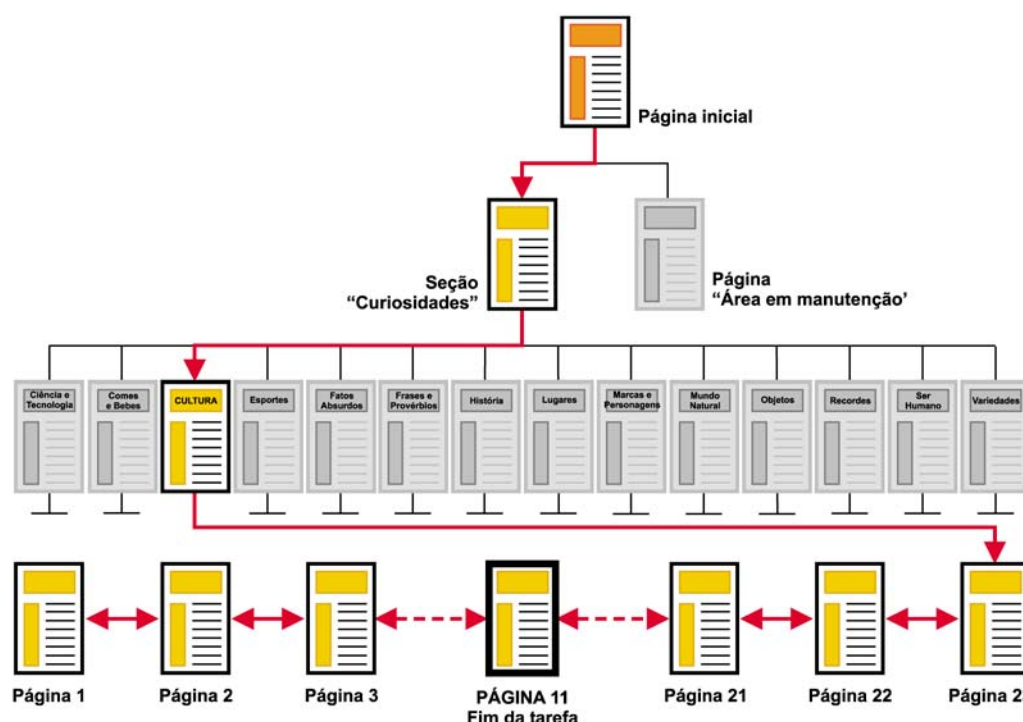 Página inicial
Seção
“Curiosidades”
Página
“Área em manutenção’
Ciência e
Tecnologia
Comes
e Bebes
CULTURA
Esportes
Fatos
Absurdos
Frases e
Provérbios
História
Lugares
Marcas e
Personagens
Mundo
Natural
Objetos
Recordes
Ser
Humano
Variedades
Página 1
Página 2
Página 3
PÁGINA 11
Fim da tarefa
Página 21
Página 22
Página 2